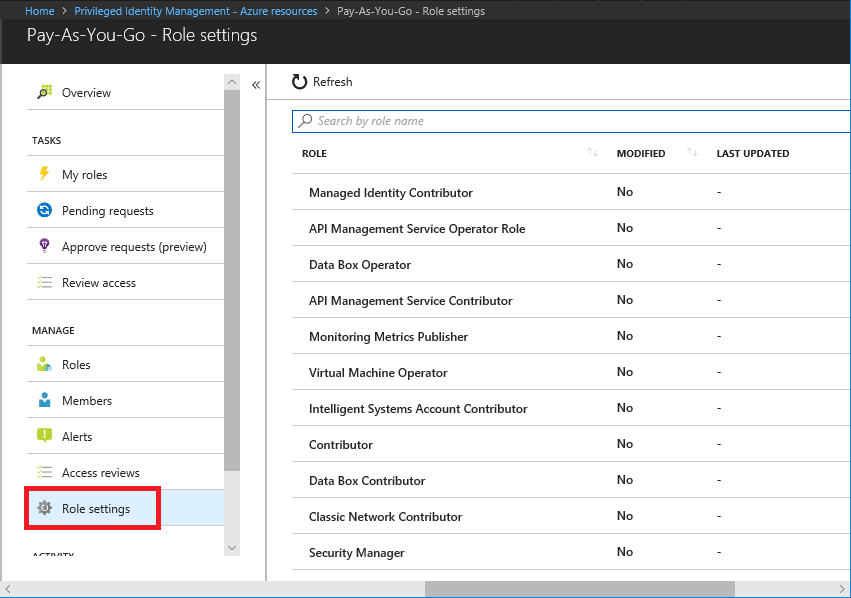 Home > Privileged Identity Management - Azure resources > Pay-As-You-Go - Role settings
Pay-As-You-Go - Role settings
Overview
TASKS
My roles
Pending requests
Approve requests (preview)
Review access
MANAGE
Roles
Members
Alerts
Access reviews
Role settings
ACTIVITY
Refresh
Search by role name
ROLE MODIFIED LAST UPDATED
Managed Identity Contributor No -
API Management Service Operator Role No -
Data Box Operator No -
API Management Service Contributor No -
Monitoring Metrics Publisher No -
Virtual Machine Operator No -
Intelligent Systems Account Contributor No -
Contributor No -
Data Box Contributor No -
Classic Network Contributor No -
Security Manager No -